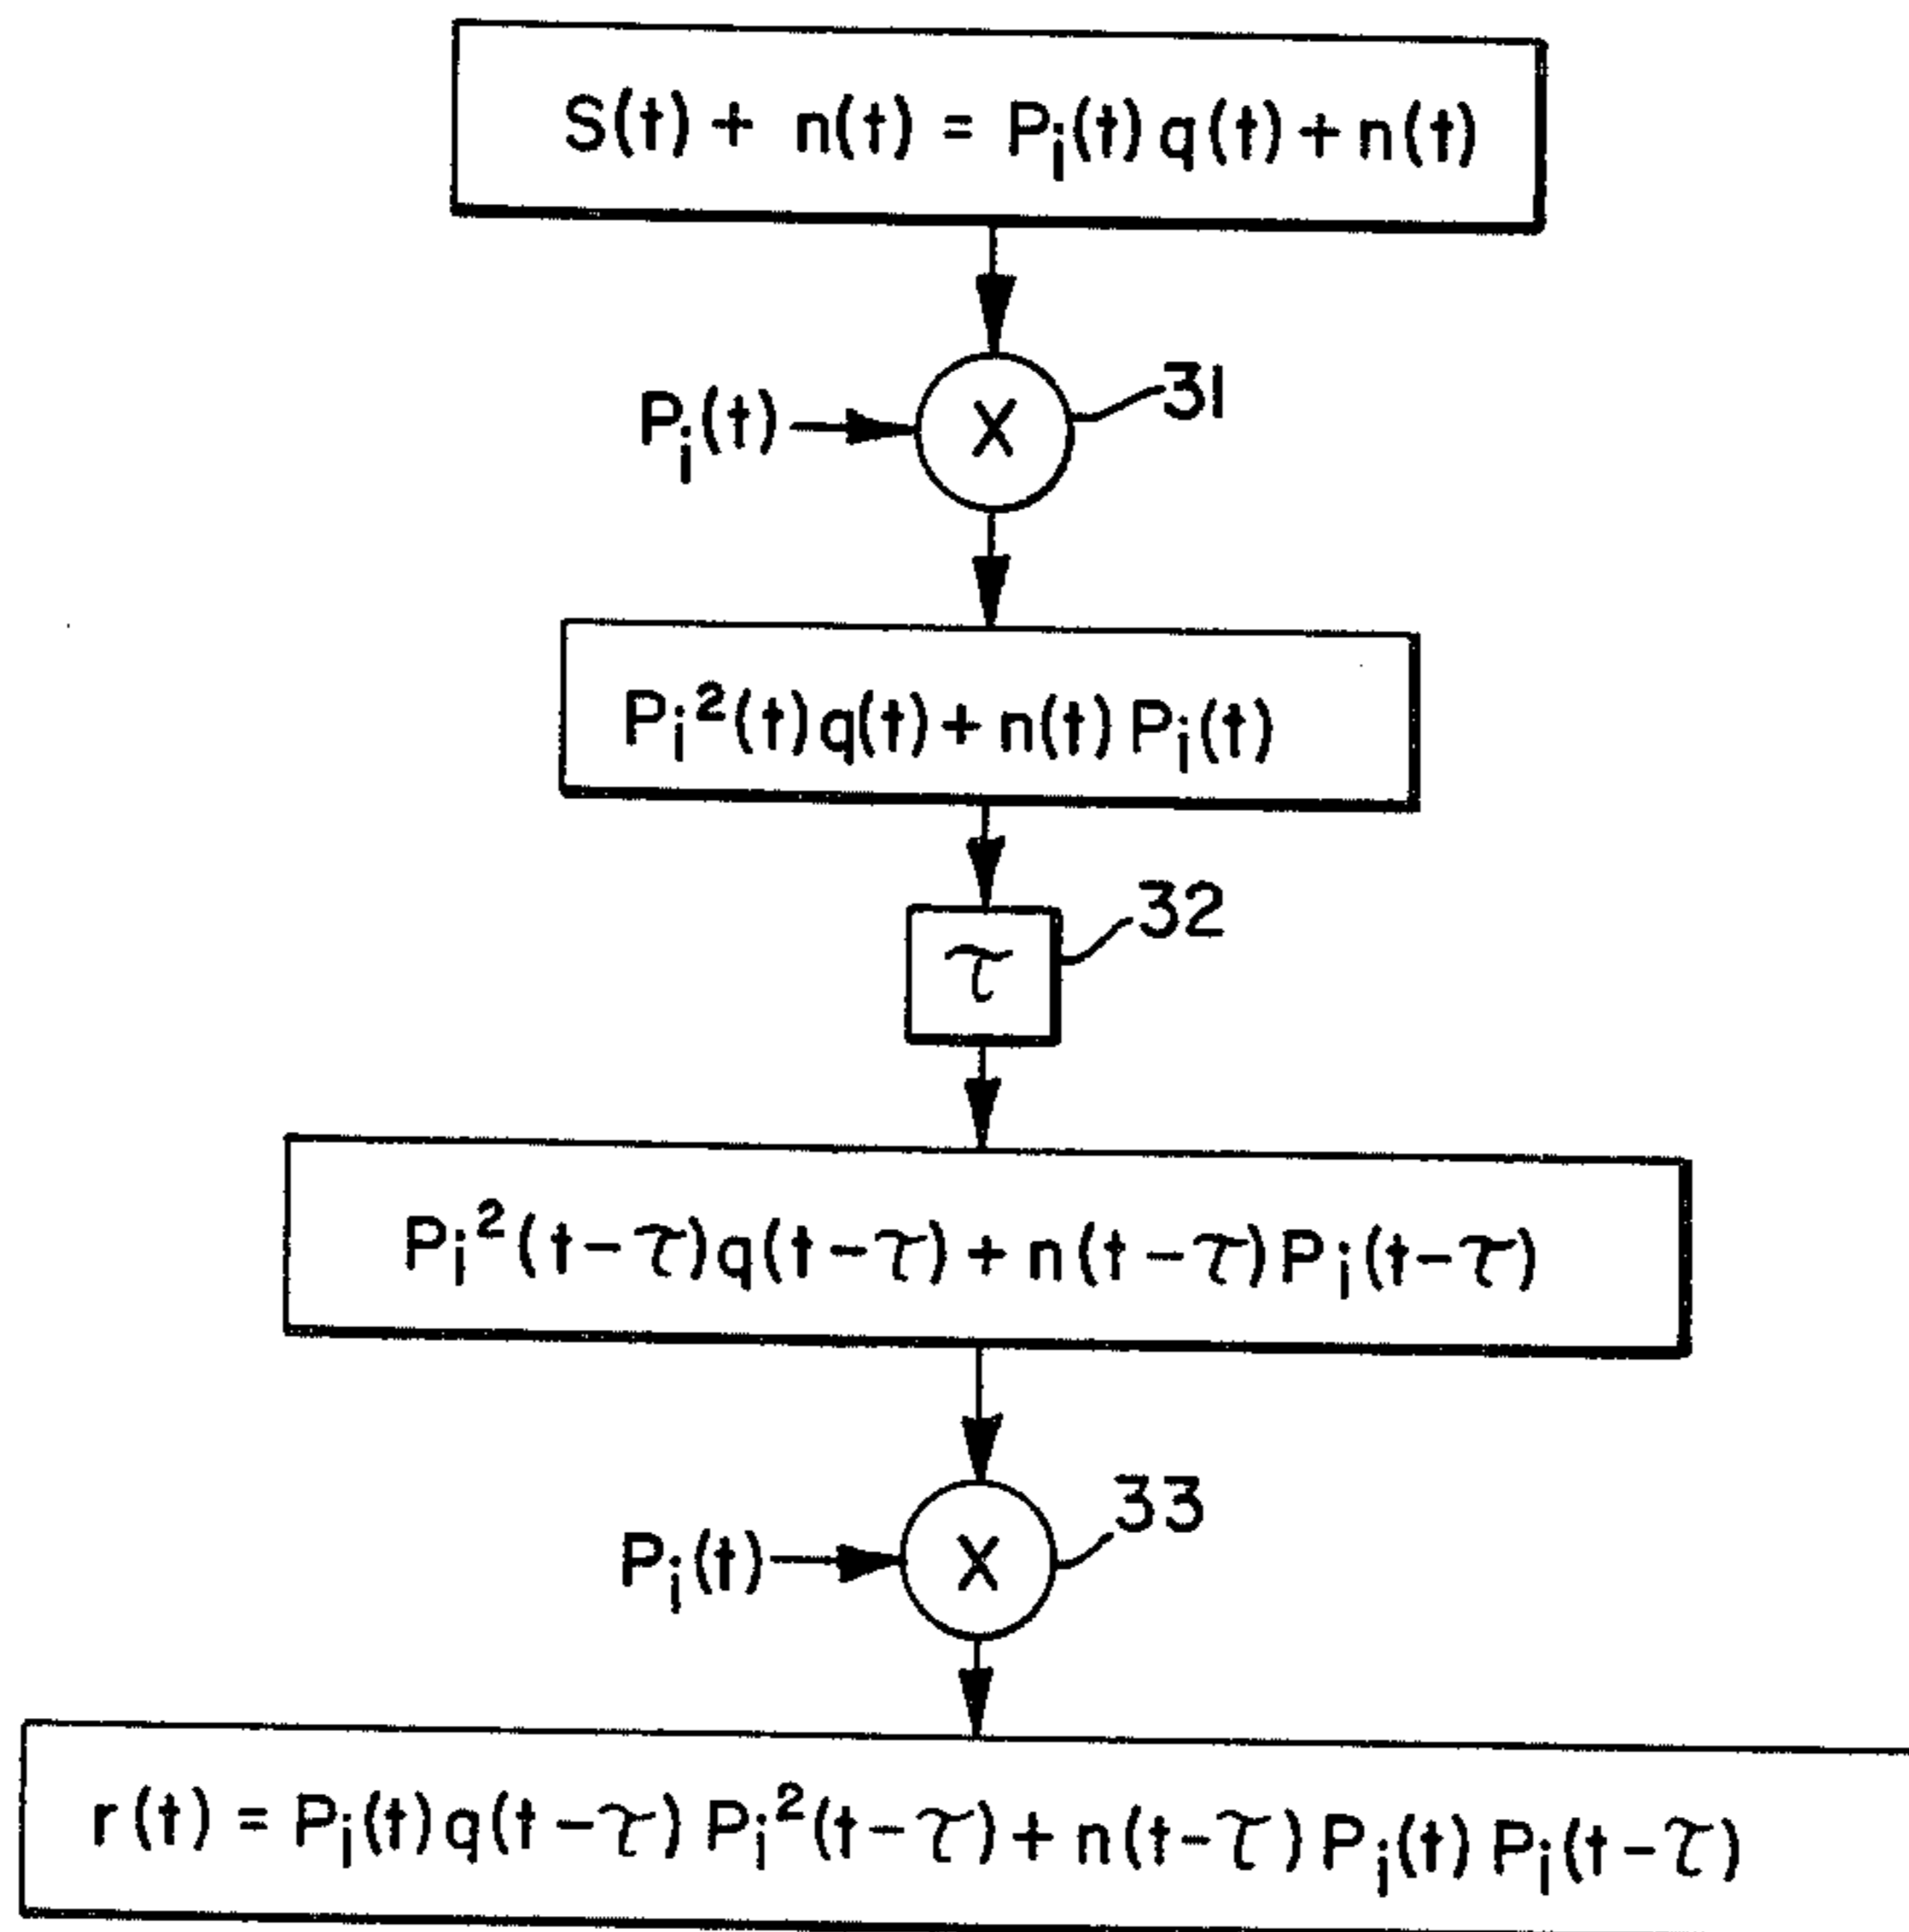 S(t) + n(t) = Pᵢ(t) q(t) + n(t)
Pᵢ(t)
X
31
Pᵢ²(t) q(t) + n(t) Pᵢ(t)
32
τ
Pᵢ²(t-τ) q(t-τ) + n(t-τ) Pᵢ(t-τ)
33
Pᵢ(t)
X
r(t) = Pᵢ(t) q(t-τ) Pᵢ²(t-τ) + n(t-τ) Pᵢ(t) Pᵢ(t-τ)